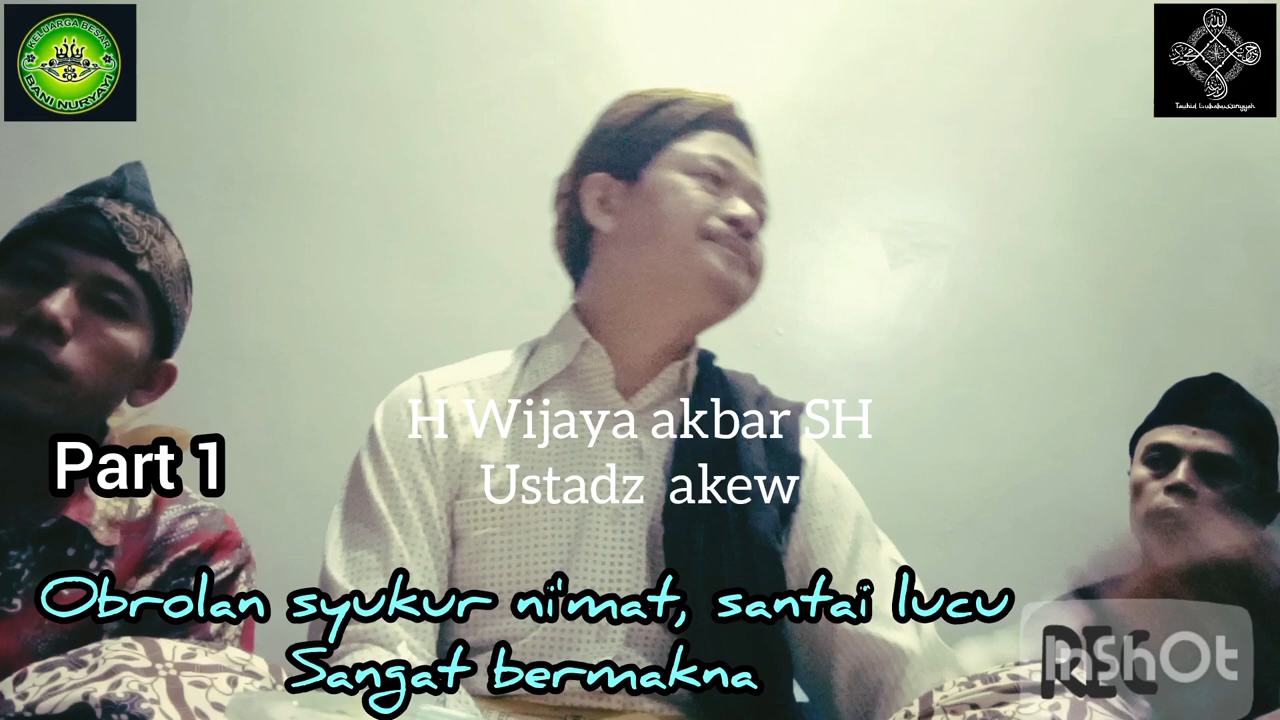 KELUARGA BESAR
BANI NURYAYI
H Wijaya akbar SH
Ustadz akew
Part 1
Obrolan syukur ni'mat, santai lucu
Sangat bermakna
InShOt